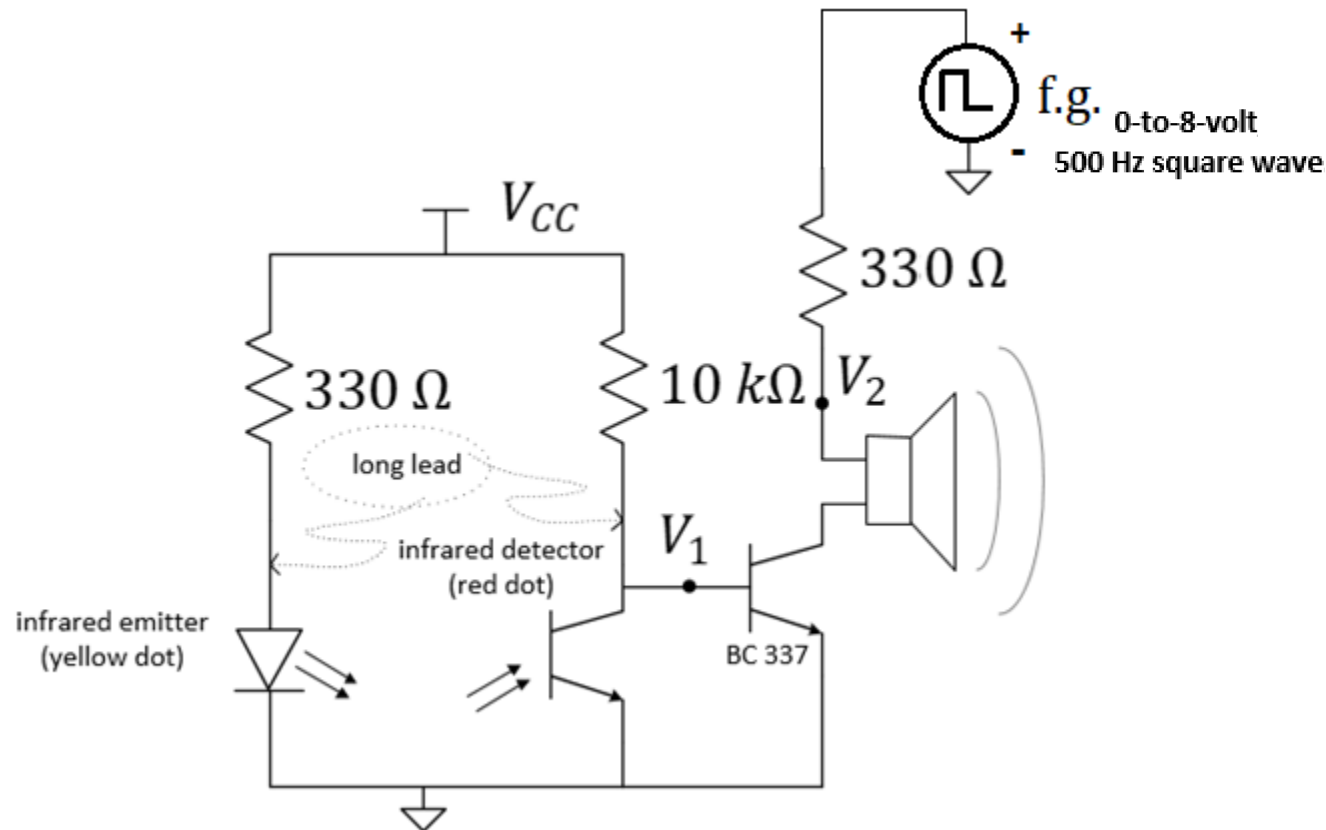 +
f.g. 0-to-8-volt
-
500 Hz square wave
V_CC
330 Ω
330 Ω
10 kΩ
V_2
long lead
V_1
infrared detector
(red dot)
infrared emitter
(yellow dot)
BC 337